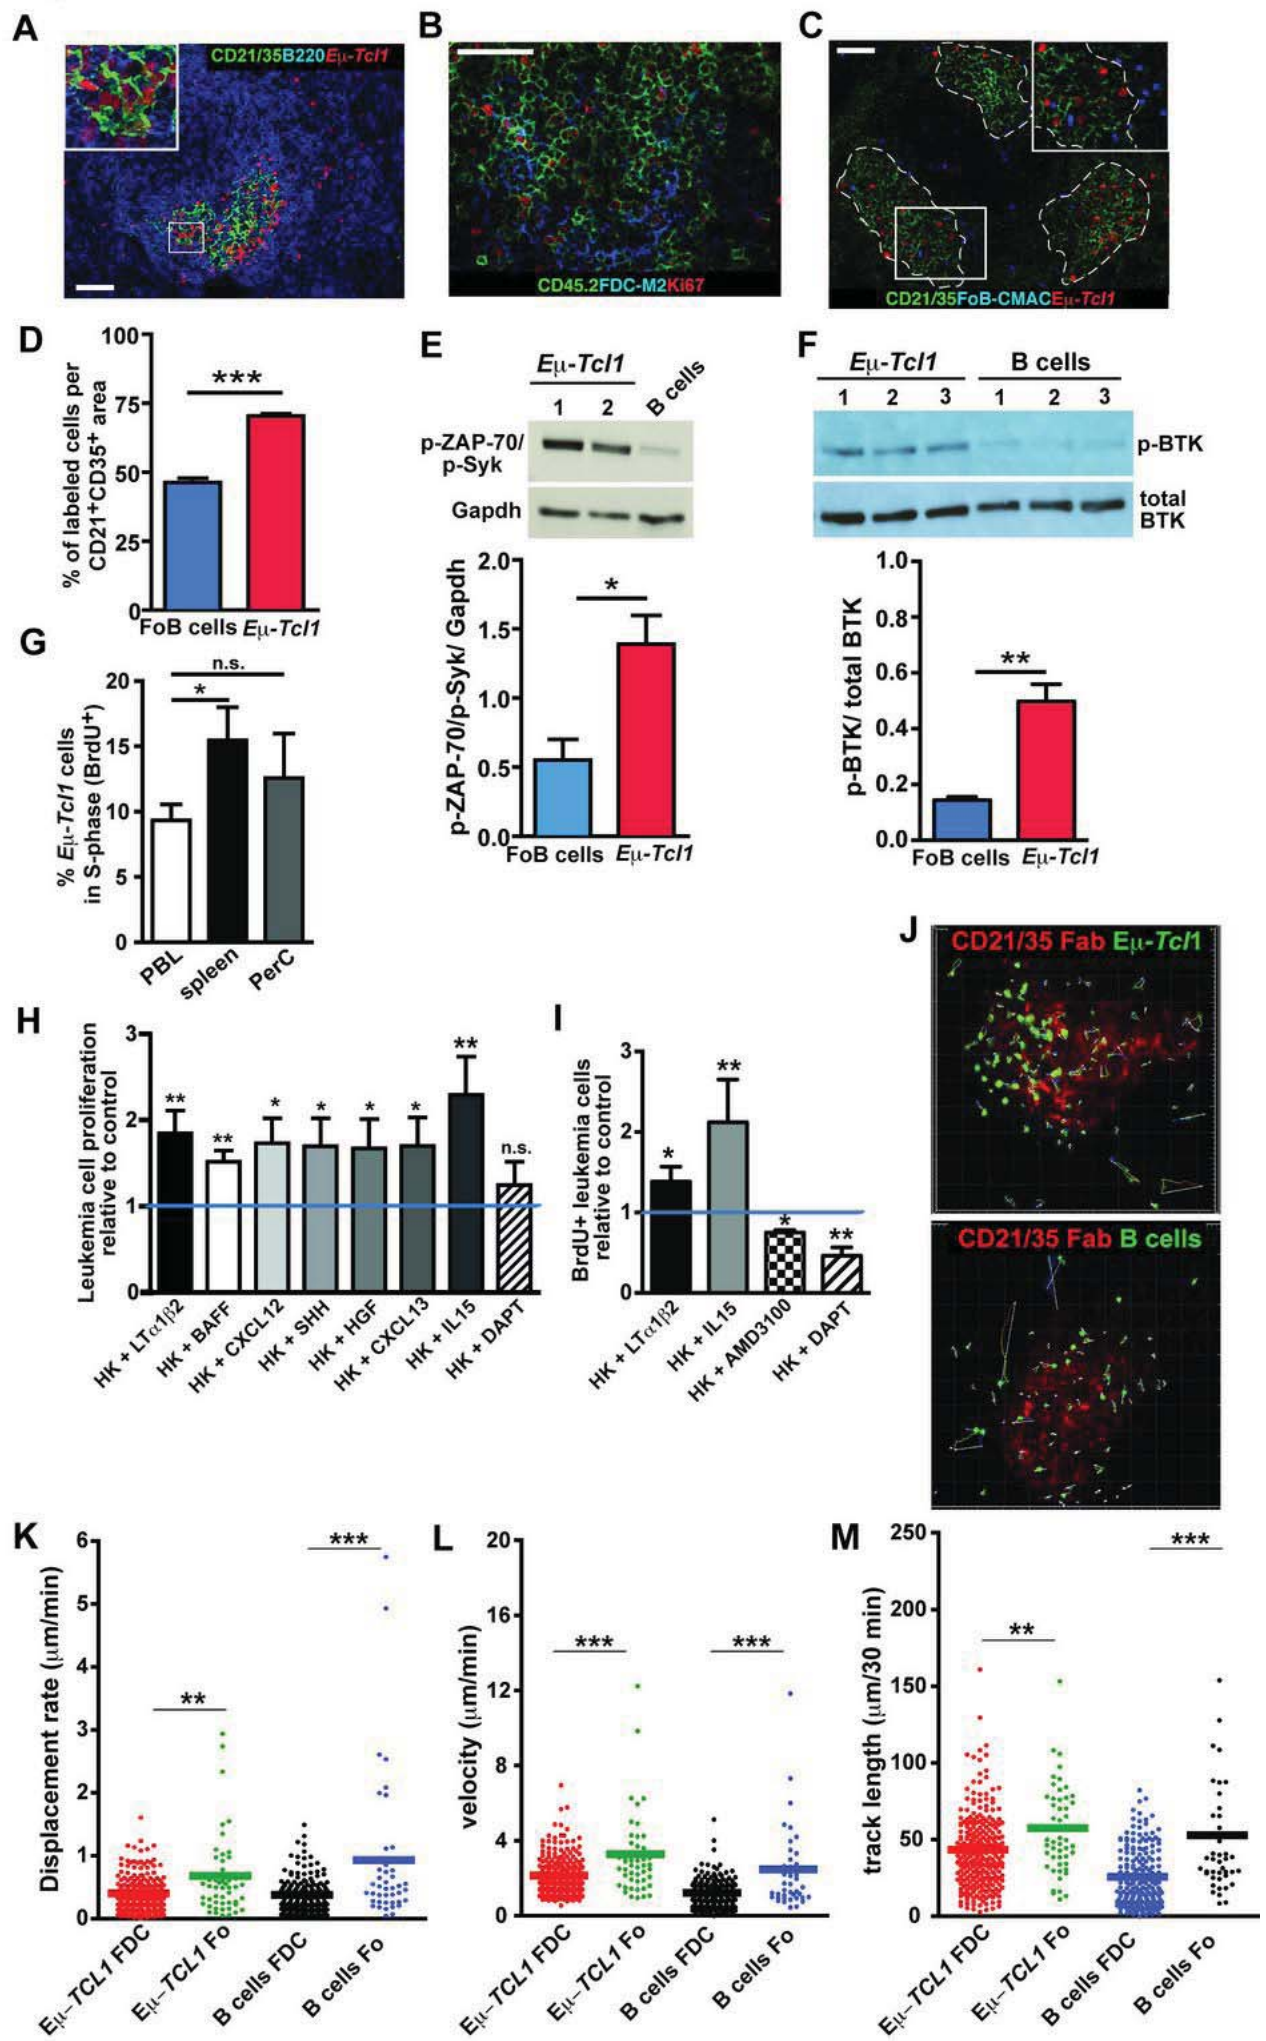 A
CD21/35B220Eμ-Tcl1
B
CD45.2FDC-M2Ki67
C
CD21/35FoB-CMACEμ-Tcl1
D
% of labeled cells per
CD21+CD35+ area
100
75
50
25
0
***
FoB cells Eμ-Tcl1
E
Eμ-Tcl1
B cells
1 2
p-ZAP-70/
p-Syk
Gapdh
p-ZAP-70/p-Syk/ Gapdh
2.0
1.5
1.0
0.5
0.0
*
FoB cells Eμ-Tcl1
F
Eμ-Tcl1 B cells
1 2 3 1 2 3
p-BTK
total
BTK
p-BTK/ total BTK
1.0
0.8
0.6
0.4
0.2
0.0
**
FoB cells Eμ-Tcl1
G
% Eμ-Tcl1 cells
in S-phase (BrdU+)
20
15
10
5
0
n.s.
*
PBL
spleen
PerC
H
Leukemia cell proliferation
relative to control
3
2
1
0
** ** * * * * ** n.s.
HK + LTα1β2
HK + BAFF
HK + CXCL12
HK + SHH
HK + HGF
HK + CXCL13
HK + IL15
HK + DAPT
I
BrdU+ leukemia cells
relative to control
3
2
1
0
* ** * **
HK + LTα1β2
HK + IL15
HK + AMD3100
HK + DAPT
J
CD21/35 Fab Eμ-Tcl1
CD21/35 Fab B cells
K
Displacement rate (μm/min)
6
5
4
3
2
1
0
**
***
Eμ–TCL1 FDC
Eμ–TCL1 Fo
B cells FDC
B cells Fo
L
velocity (μm/min)
20
16
12
8
4
0
***
***
Eμ–TCL1 FDC
Eμ–TCL1 Fo
B cells FDC
B cells Fo
M
track length (μm/30 min)
250
200
150
100
50
0
**
***
Eμ–TCL1 FDC
Eμ–TCL1 Fo
B cells FDC
B cells Fo